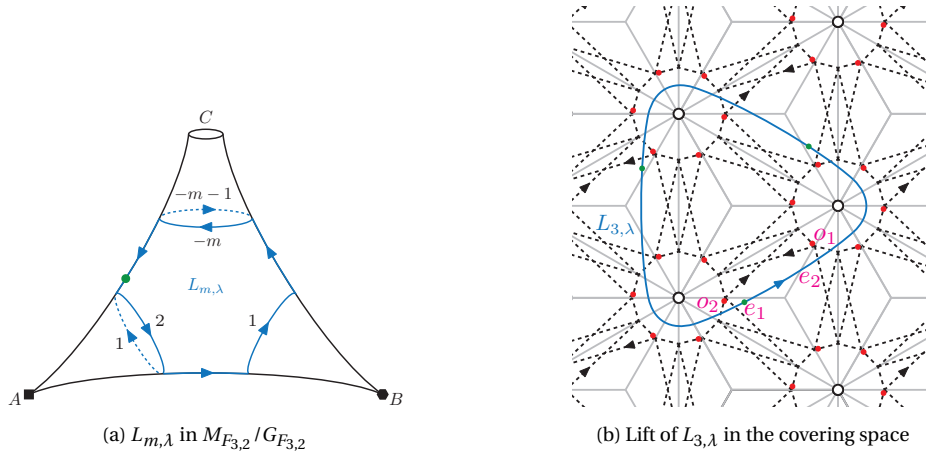 C
−m − 1
−m
L_{m,λ}
1
2
1
A
B
(a) L_{m,λ} in M_{F_{3,2}}/G_{F_{3,2}}
L_{3,λ}
o_1
e_2
o_2
e_1
(b) Lift of L_{3,λ} in the covering space